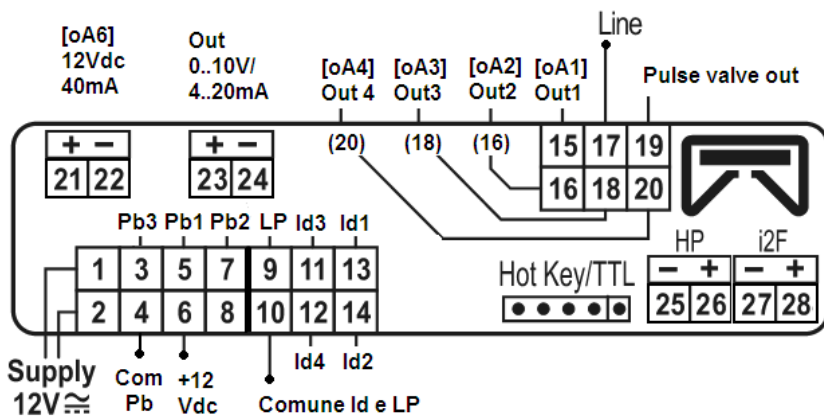 [oA6]
12Vdc
40mA
Out
0..10V/
4..20mA
[oA4]
Out 4
[oA3]
Out3
[oA2]
Out2
[oA1]
Out1
Line
Pulse valve out
+ −
21 22
+ −
23 24
(20)
(18)
(16)
15 17 19
16 18 20
Pb3 Pb1 Pb2 LP Id3 Id1
1 3 5 7 9 11 13
2 4 6 8 10 12 14
Id4 Id2
Hot Key/TTL
HP
− +
25 26
i2F
− +
27 28
Supply
12V
Com
Pb
+12
Vdc
Comune Id e LP